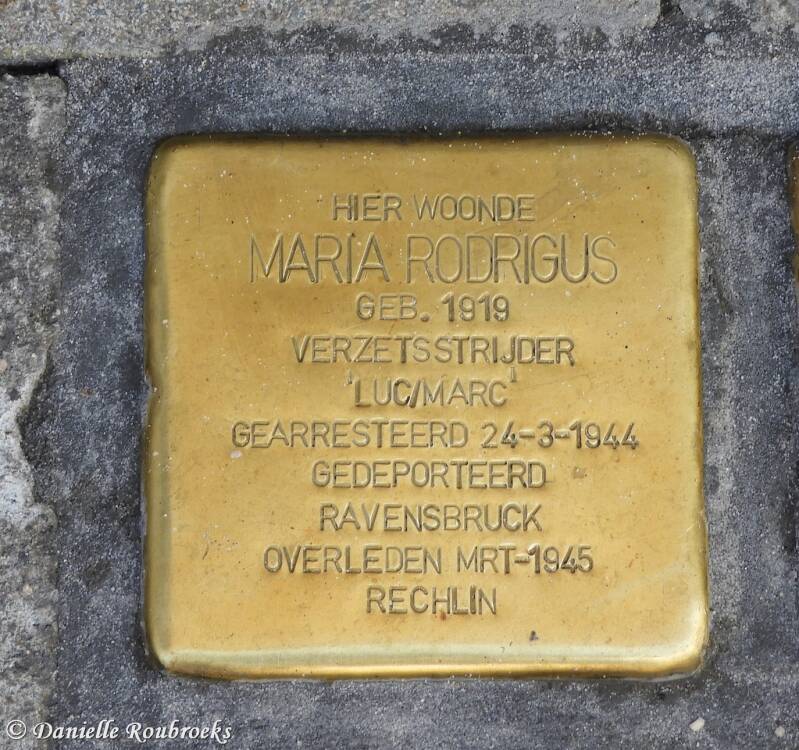 HIER WOONDE
MARIA RODRIGUS
GEB. 1919
VERZETSSTRIJDER
'LUC/MARC'
GEARRESTEERD 24-3-1944
GEDEPORTEERD
RAVENSBRUCK
OVERLEDEN MRT-1945
RECHLIN
© Danielle Roubroeks